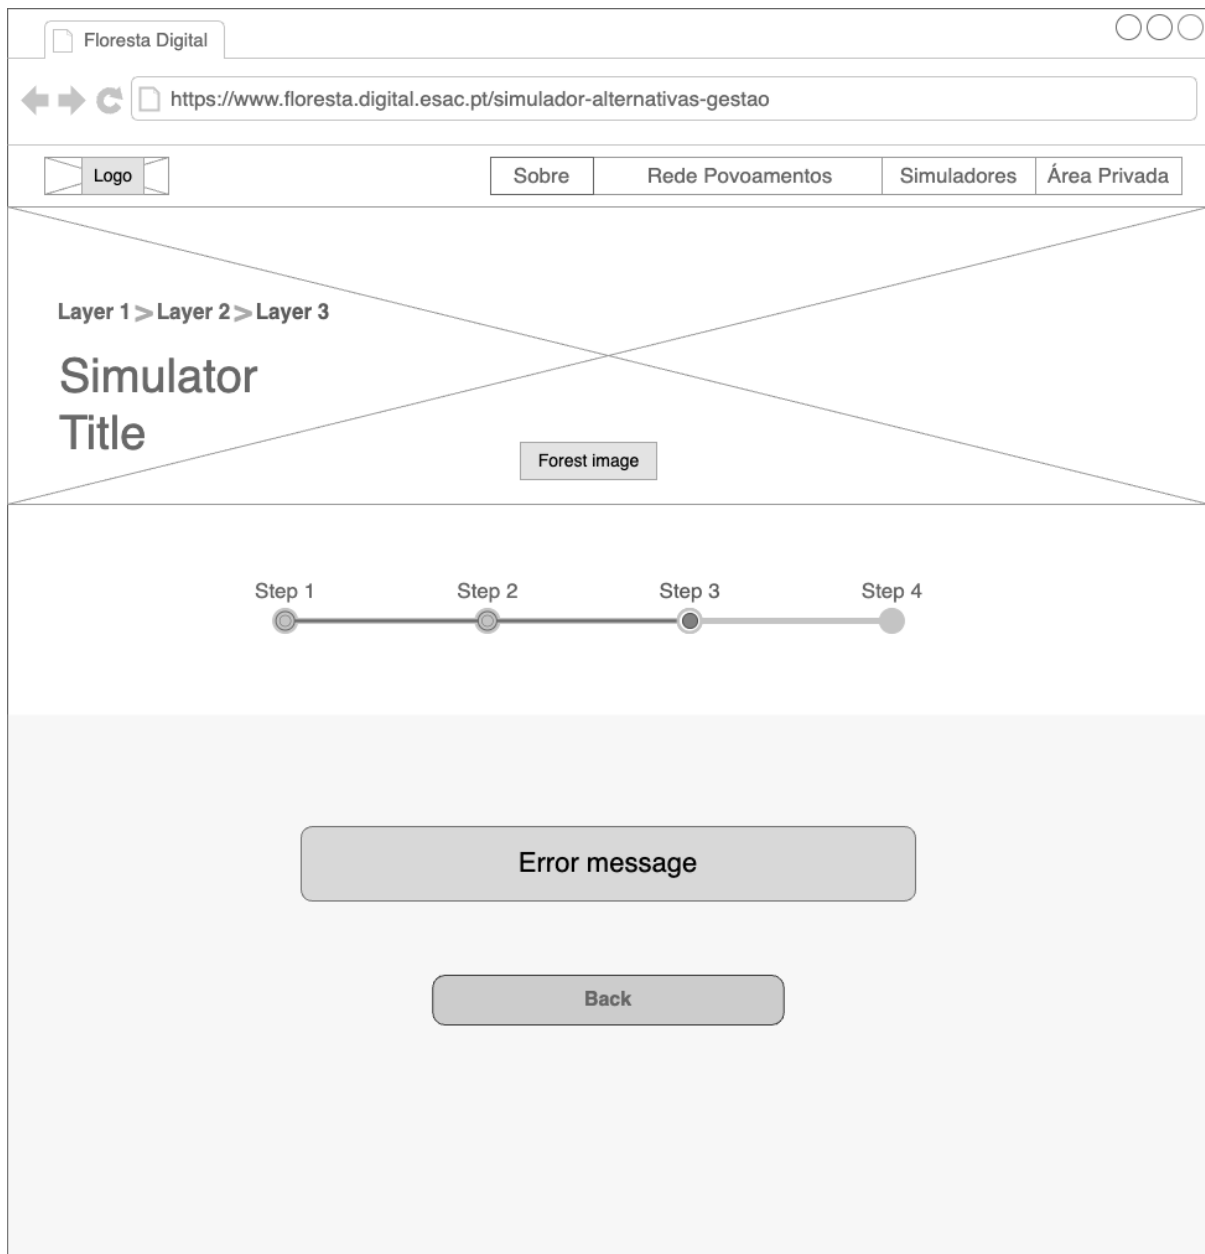 Floresta Digital
https://www.floresta.digital.esac.pt/simulador-alternativas-gestao
Logo
Sobre Rede Povoamentos Simuladores Área Privada
Layer 1 > Layer 2 > Layer 3
Simulator
Title
Forest image
Step 1 Step 2 Step 3 Step 4
Error message
Back